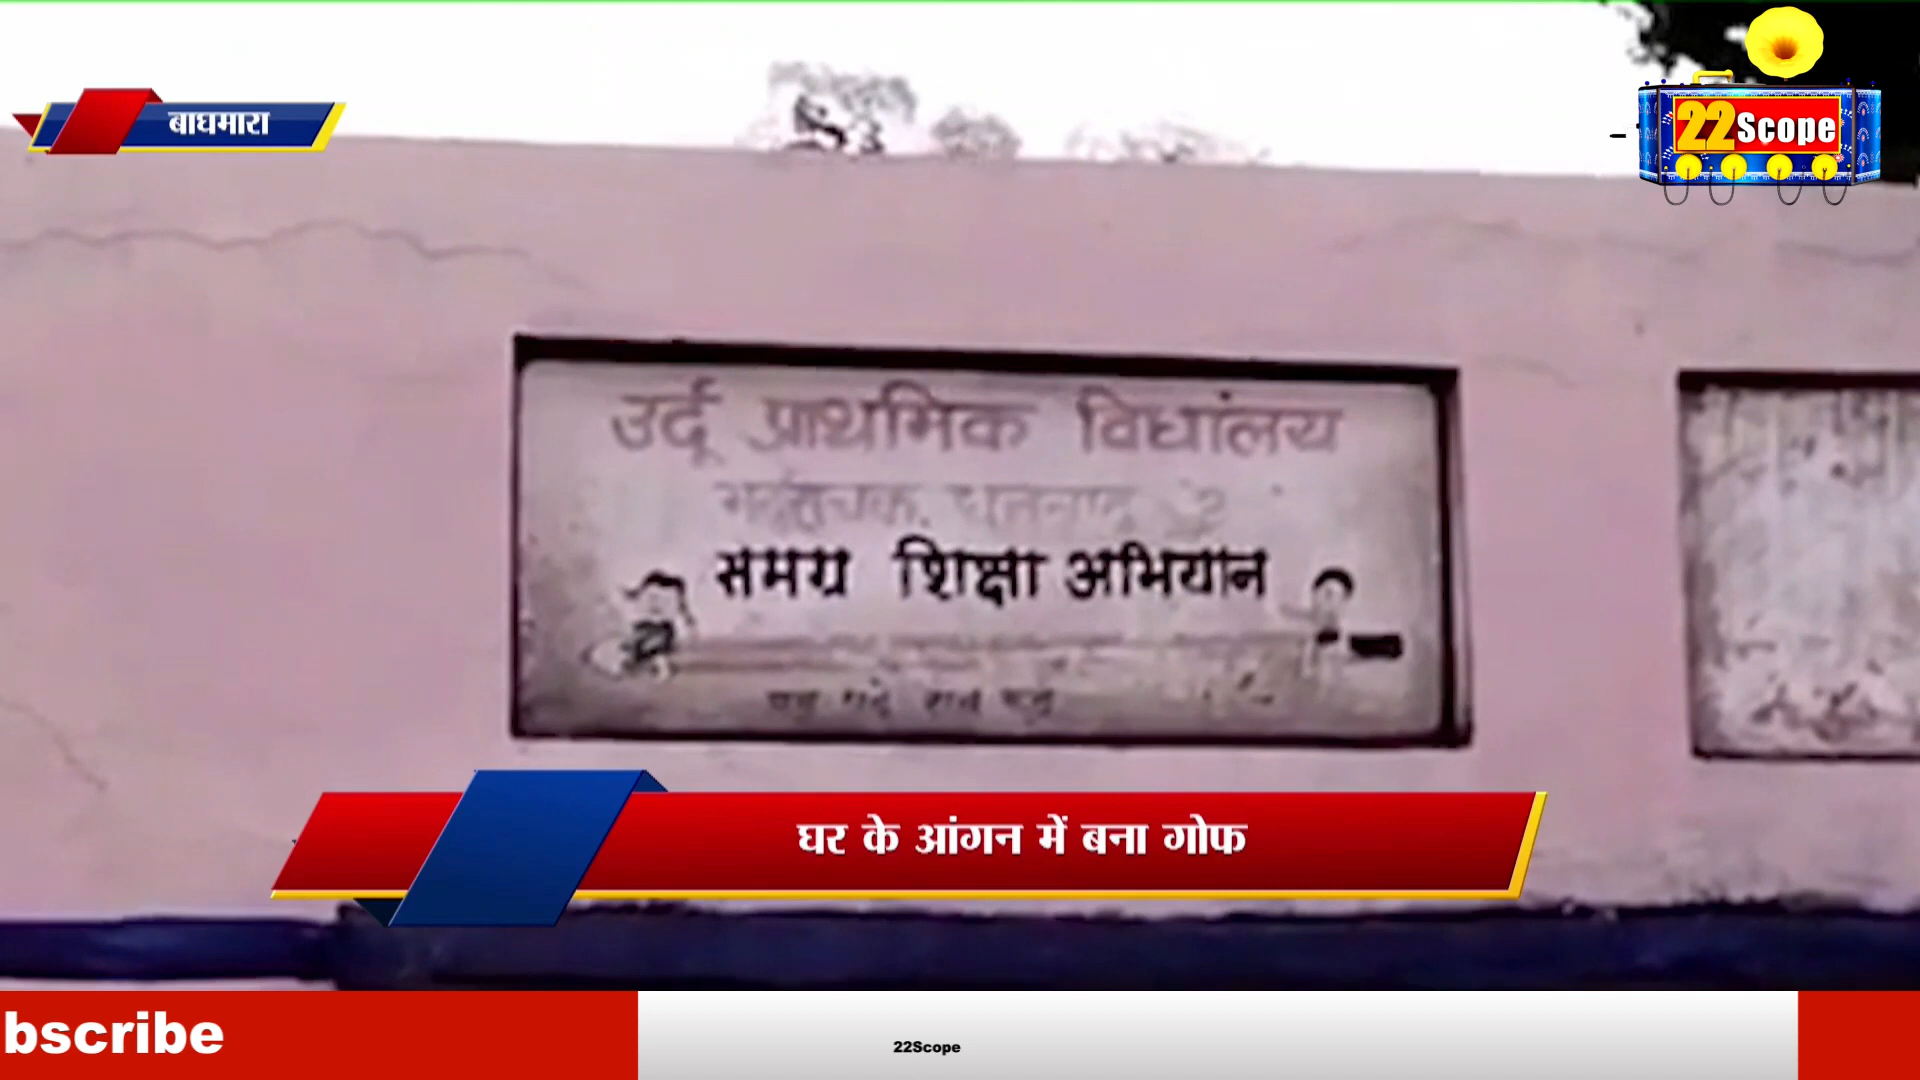 बाघमारा
22Scope
उर्दू प्राथमिक विधांलय
समग्र शिक्षा अभियान
घर के आंगन में बना गोफ
bscribe
22Scope